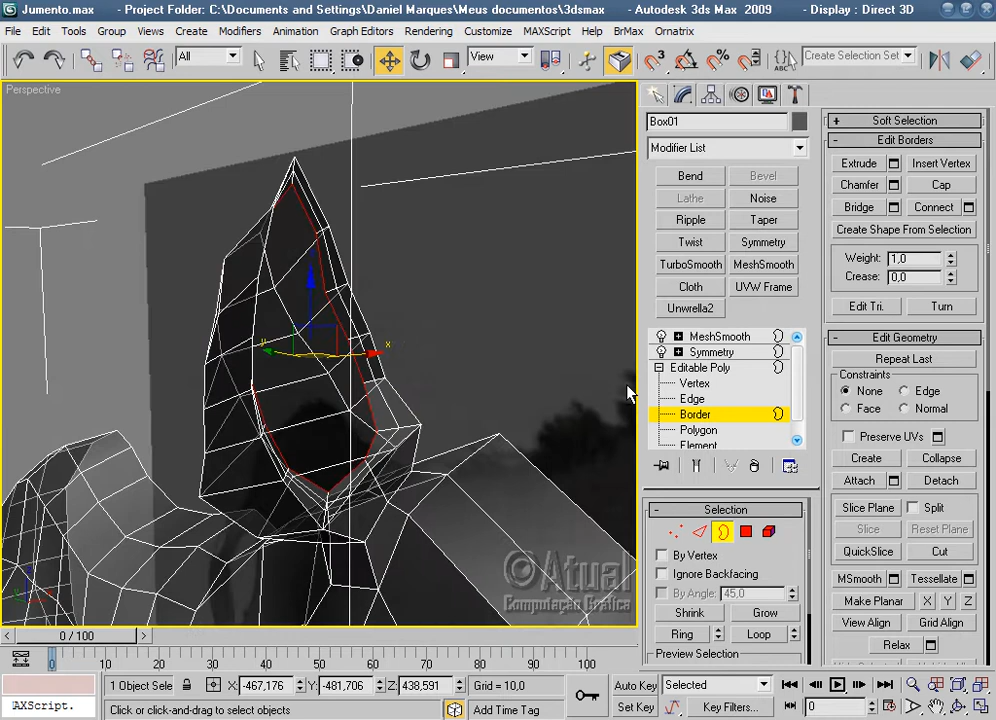 Jumento.max - Project Folder: C:\Documents and Settings\Daniel Marques\Meus documentos\3dsmax - Autodesk 3ds Max 2009 - Display : Direct 3D
File Edit Tools Group Views Create Modifiers Animation Graph Editors Rendering Customize MAXScript Help BrMax Ornatrix
All View Create Selection Set
Perspective
Box01
Modifier List
Bend Bevel
Lathe Noise
Ripple Taper
Twist Symmetry
TurboSmooth MeshSmooth
Cloth UVW Frame
Unwrella2
MeshSmooth
Symmetry
Editable Poly
Vertex
Edge
Border
Polygon
Element
Selection
By Vertex
Ignore Backfacing
By Angle: 45,0
Shrink Grow
Ring Loop
Preview Selection
Soft Selection
Edit Borders
Extrude Insert Vertex
Chamfer Cap
Bridge Connect
Create Shape From Selection
Weight: 1,0
Crease: 0,0
Edit Tri. Turn
Edit Geometry
Repeat Last
Constraints
None Edge
Face Normal
Preserve UVs
Create Collapse
Attach Detach
Slice Plane Split
Slice Reset Plane
QuickSlice Cut
MSmooth Tessellate
Make Planar X Y Z
View Align Grid Align
Relax
x
y
©Atual
Computação Gráfica
0 / 100
0 10 20 30 40 50 60 70 80 90 100
1 Object Sele X: -467,176 Y: -481,706 Z: 438,591 Grid = 10,0 Auto Key Selected
AXScript. Click or click-and-drag to select objects Add Time Tag Set Key Key Filters... 0